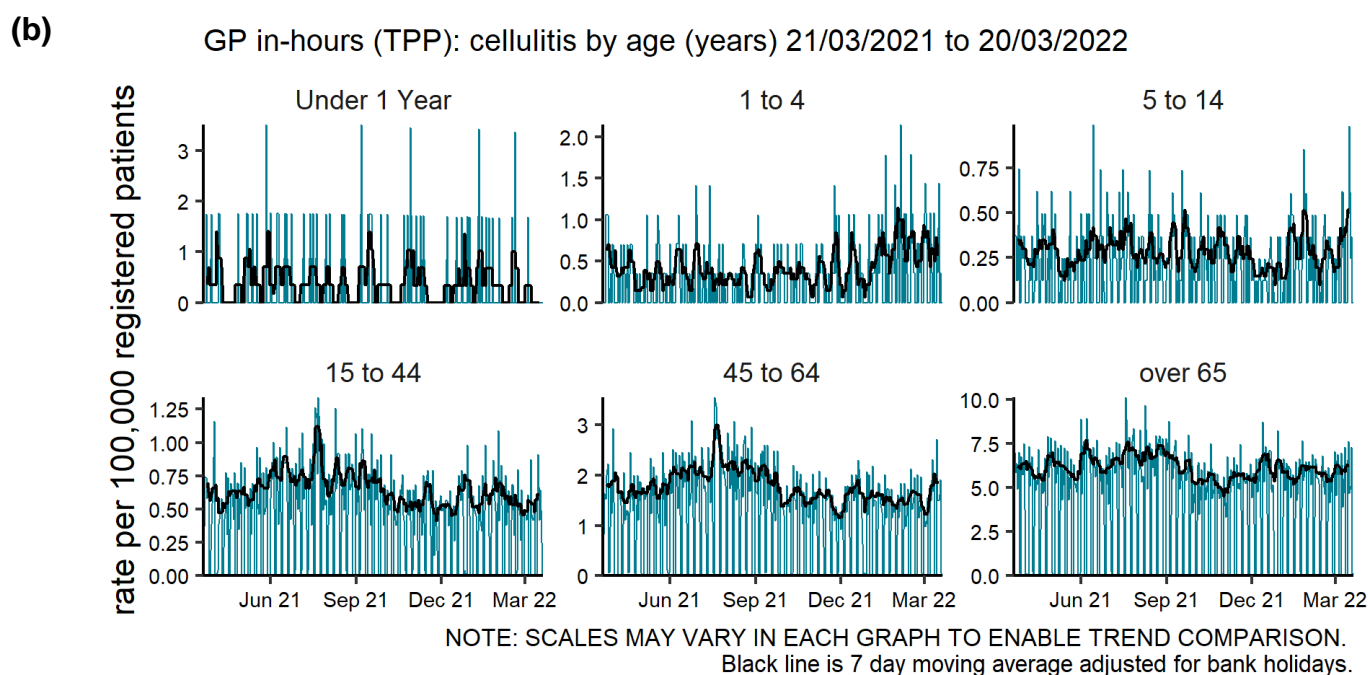 (b)
GP in-hours (TPP): cellulitis by age (years) 21/03/2021 to 20/03/2022
rate per 100,000 registered patients
Under 1 Year
3
2
1
0
1 to 4
2.0
1.5
1.0
0.5
0.0
5 to 14
0.75
0.50
0.25
0.00
15 to 44
1.25
1.00
0.75
0.50
0.25
0.00
Jun 21 Sep 21 Dec 21 Mar 22
45 to 64
3
2
1
0
Jun 21 Sep 21 Dec 21 Mar 22
over 65
10.0
7.5
5.0
2.5
0.0
Jun 21 Sep 21 Dec 21 Mar 22
NOTE: SCALES MAY VARY IN EACH GRAPH TO ENABLE TREND COMPARISON.
Black line is 7 day moving average adjusted for bank holidays.